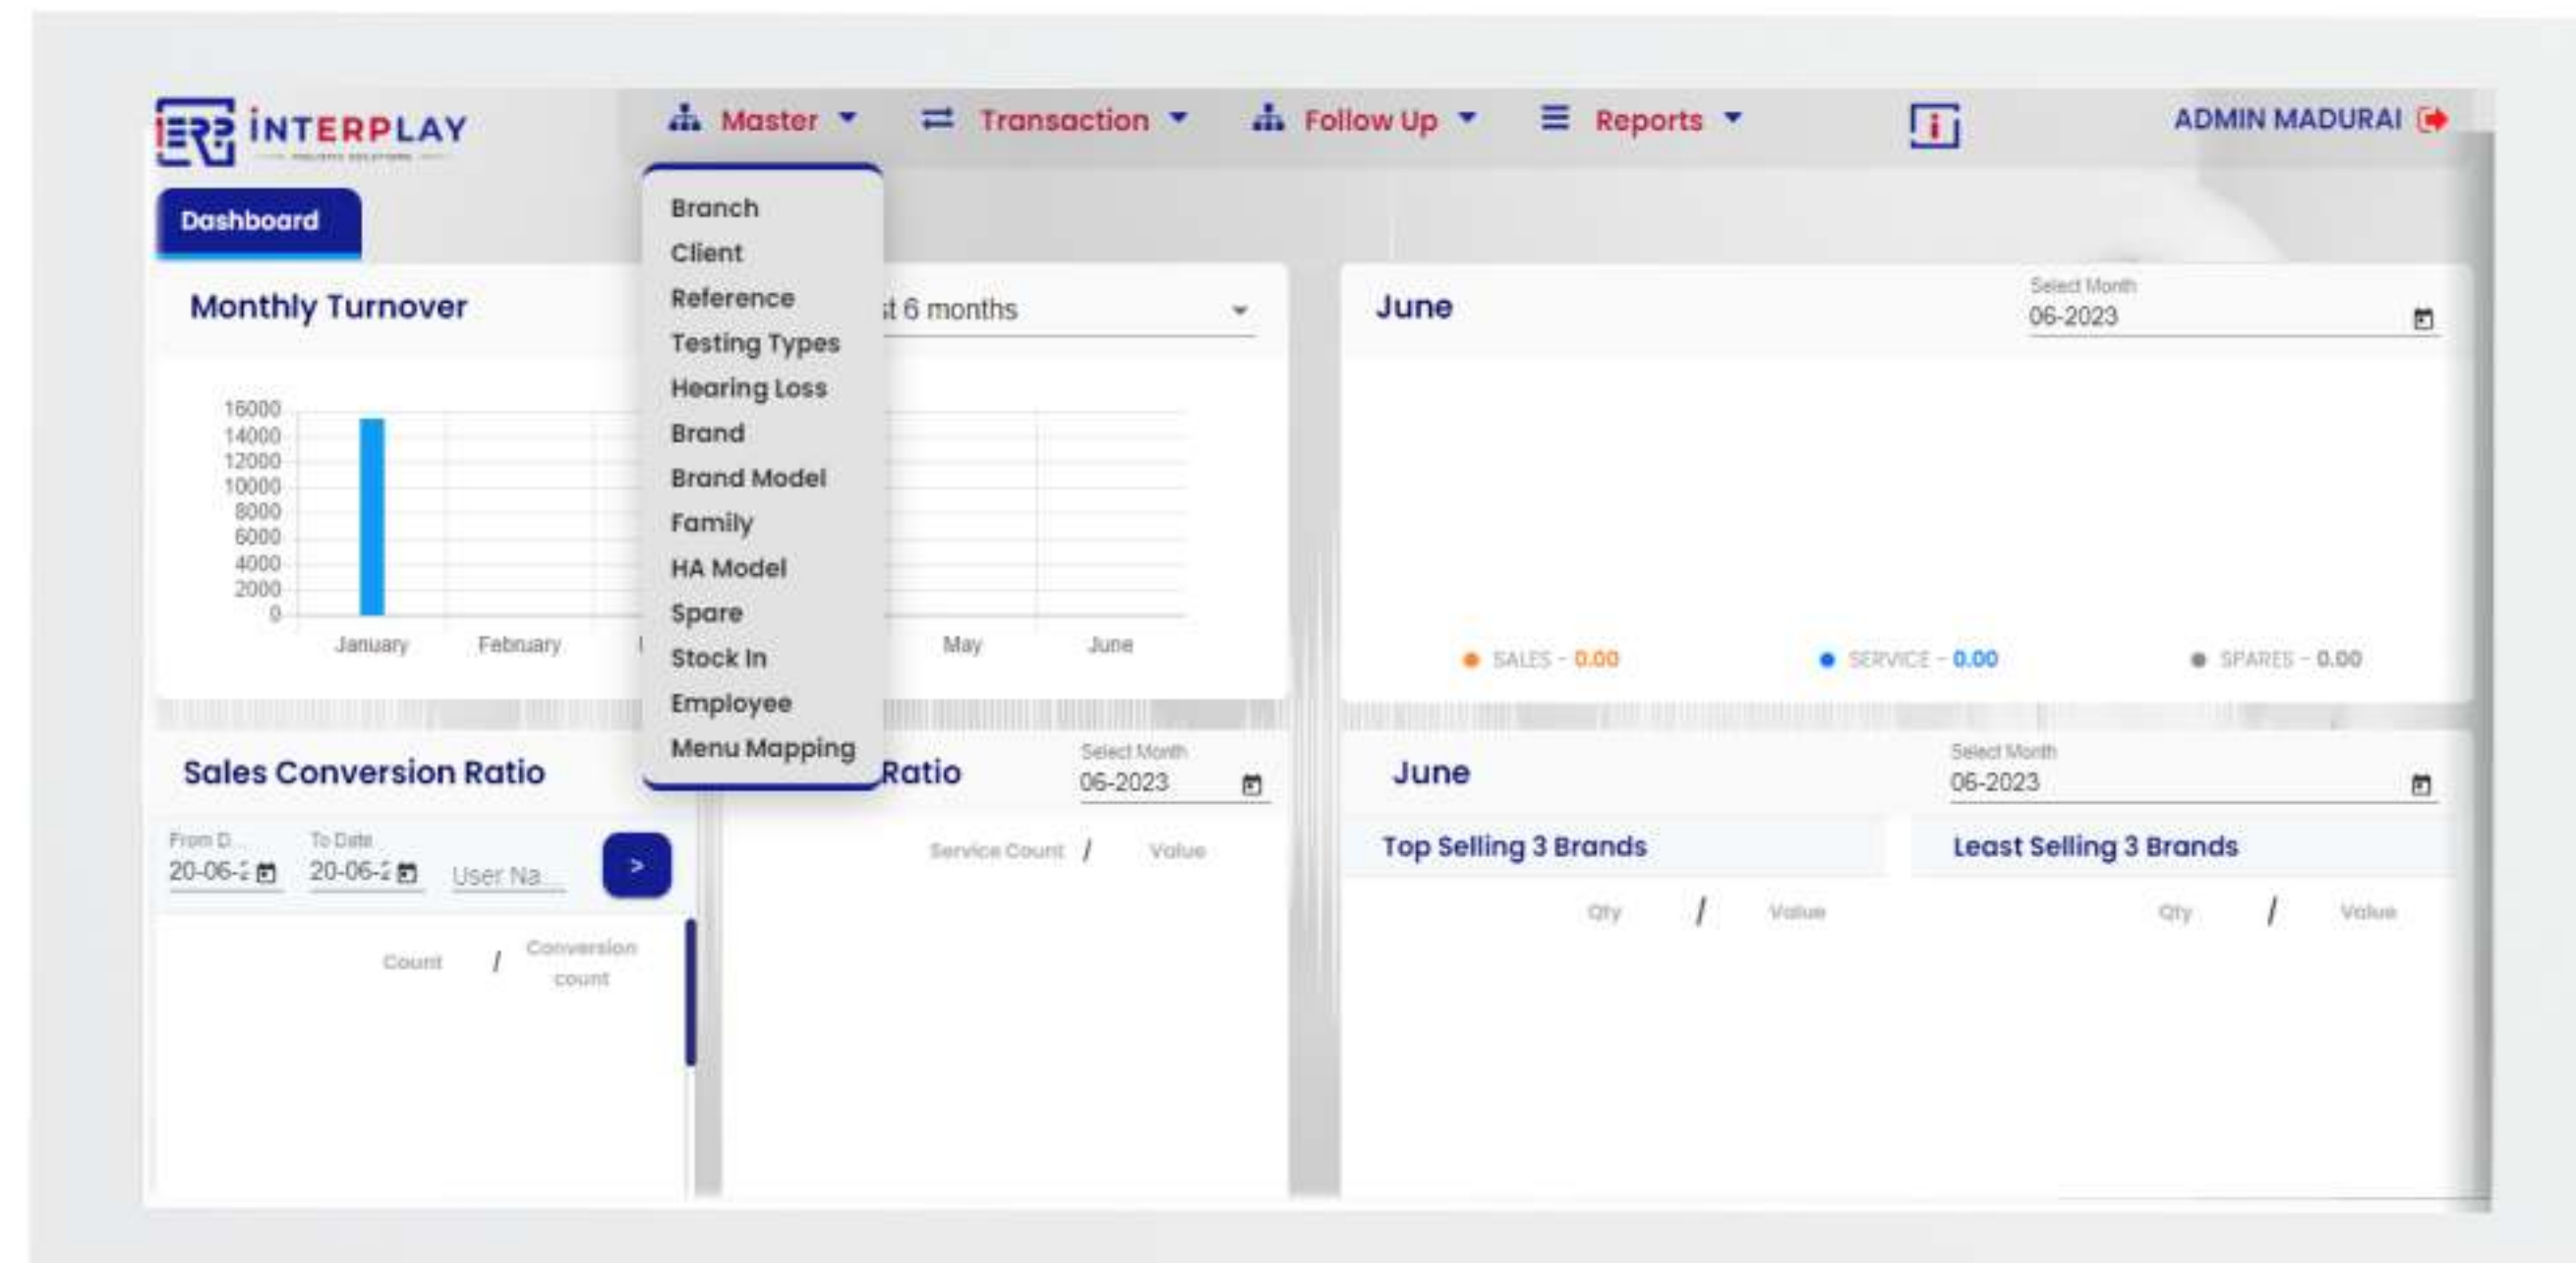 INTERPLAY
Master
Transaction
Follow Up
Reports
ADMIN MADURAI
Dashboard
Branch
Client
Reference
Testing Types
Hearing Loss
Brand
Brand Model
Family
HA Model
Spare
Stock In
Employee
Menu Mapping
Monthly Turnover
st 6 months
16000
14000
12000
10000
8000
6000
4000
2000
0
January February May June
June
Select Month
06-2023
SALES - 0.00 SERVICE - 0.00 SPARES - 0.00
Sales Conversion Ratio
From D...
20-06-2
To Date
20-06-2
User Na...
>
Count / Conversion
count
Ratio
Select Month
06-2023
Service Count / Value
June
Select Month
06-2023
Top Selling 3 Brands
Qty / Value
Least Selling 3 Brands
Qty / Value